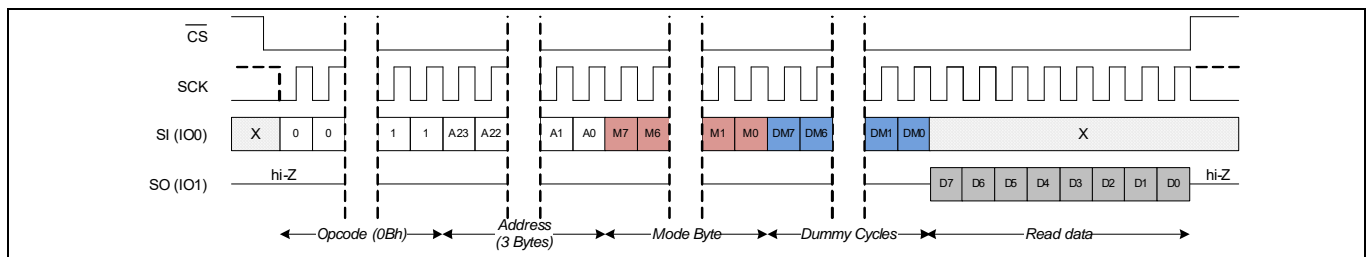 CS
SCK
SI (IO0) X 0 0 1 1 A23 A22 A1 A0 M7 M6 M1 M0 DM7 DM6 DM1 DM0 X
SO (IO1) hi-Z D7 D6 D5 D4 D3 D2 D1 D0 hi-Z
Opcode (0Bh) Address (3 Bytes) Mode Byte Dummy Cycles Read data